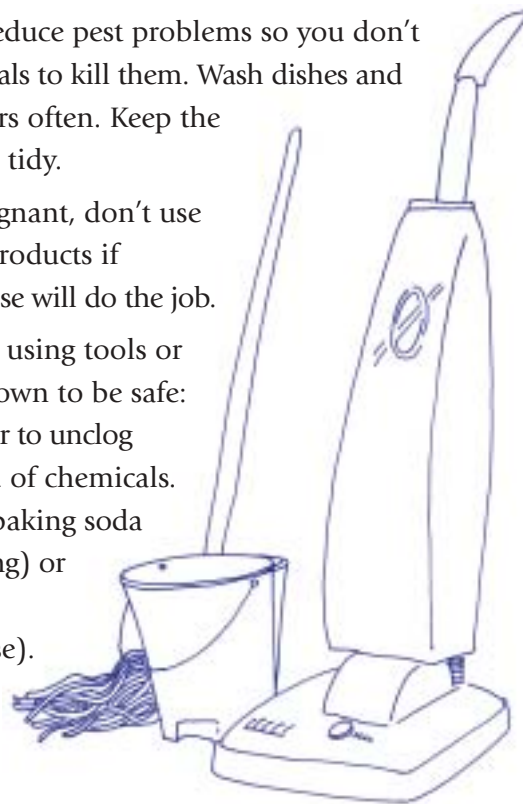 educe pest problems so you don't
als to kill them. Wash dishes and
rs often. Keep the
tidy.
gnant, don't use
roducts if
se will do the job.
using tools or
own to be safe:
r to unclog
of chemicals.
baking soda
ng) or
se).